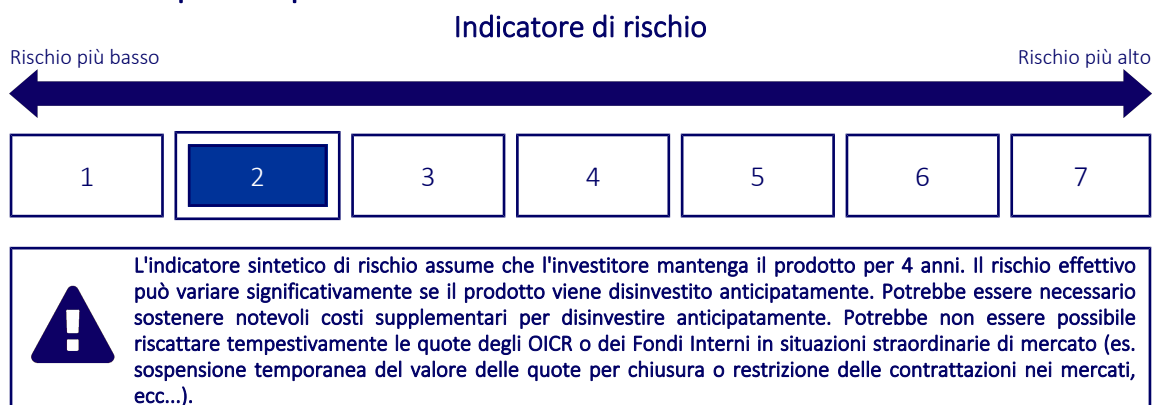 Indicatore di rischio
Rischio più basso
Rischio più alto
1
2
3
4
5
6
7
L'indicatore sintetico di rischio assume che l'investitore mantenga il prodotto per 4 anni. Il rischio effettivo
può variare significativamente se il prodotto viene disinvestito anticipatamente. Potrebbe essere necessario
sostenere notevoli costi supplementari per disinvestire anticipatamente. Potrebbe non essere possibile
riscattare tempestivamente le quote degli OICR o dei Fondi Interni in situazioni straordinarie di mercato (es.
sospensione temporanea del valore delle quote per chiusura o restrizione delle contrattazioni nei mercati,
ecc...).